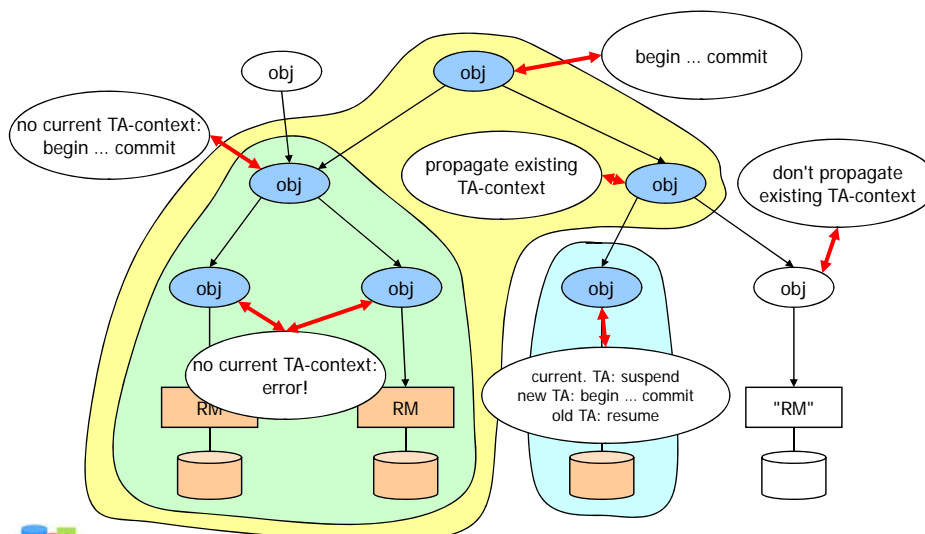 obj
obj
begin ... commit
no current TA-context:
begin ... commit
obj
propagate existing
TA-context
obj
don't propagate
existing TA-context
obj
obj
obj
obj
no current TA-context:
error!
current. TA: suspend
new TA: begin ... commit
old TA: resume
RM
RM
"RM"